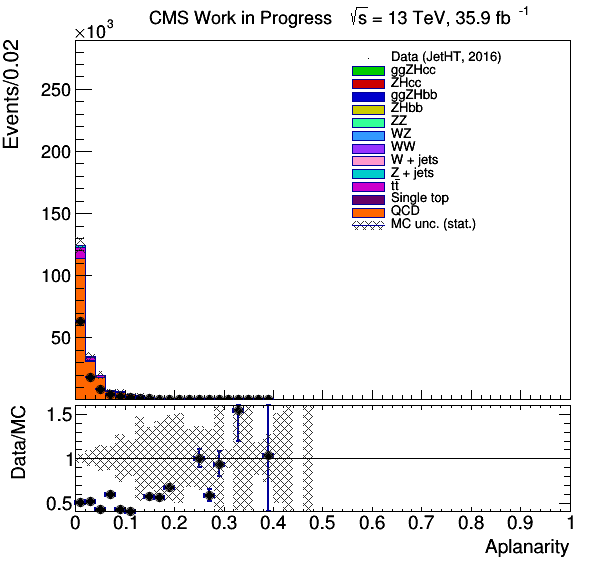 CMS Work in Progress √s = 13 TeV, 35.9 fb⁻¹
×10³
Events/0.02
250
200
150
100
50
Data (JetHT, 2016)
ggZHcc
ZHcc
ggZHbb
ZHbb
ZZ
WZ
WW
W + jets
Z + jets
tt̄
Single top
QCD
MC unc. (stat.)
Data/MC
1.5
1
0.5
0 0.1 0.2 0.3 0.4 0.5 0.6 0.7 0.8 0.9 1
Aplanarity